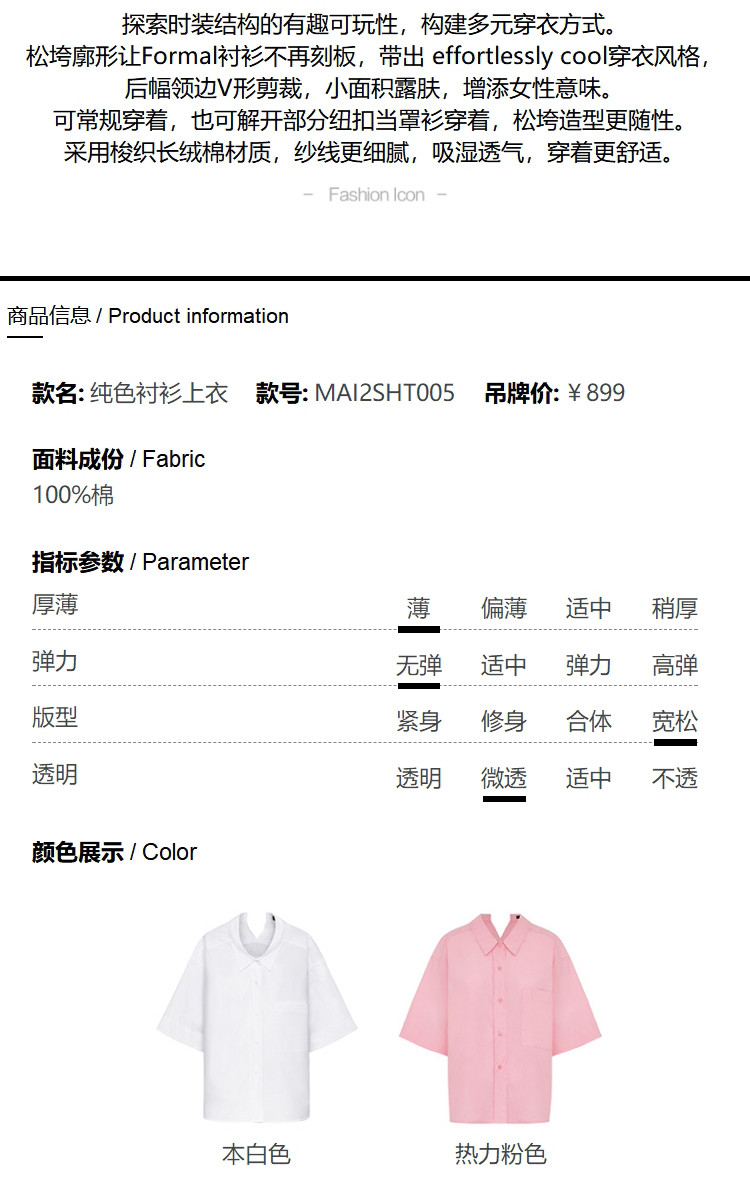 探索时装结构的有趣可玩性，构建多元穿衣方式。
松垮廓形让Formal衬衫不再刻板，带出 effortlessly cool穿衣风格，
后幅领边V形剪裁，小面积露肤，增添女性意味。
可常规穿着，也可解开部分纽扣当罩衫穿着，松垮造型更随性。
采用梭织长绒棉材质，纱线更细腻，吸湿透气，穿着更舒适。
- Fashion Icon -
商品信息 / Product information
款名: 纯色衬衫上衣 款号: MAI2SHT005 吊牌价: ¥ 899
面料成份 / Fabric
100%棉
指标参数 / Parameter
厚薄 薄 偏薄 适中 稍厚
弹力 无弹 适中 弹力 高弹
版型 紧身 修身 合体 宽松
透明 透明 微透 适中 不透
颜色展示 / Color
本白色 热力粉色